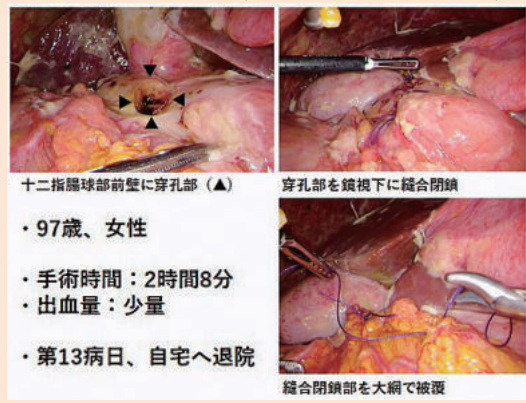 十二指腸球部前壁に穿孔部（▲）
穿孔部を鏡視下に縫合閉鎖
・97歳、女性
・手術時間：2時間8分
・出血量：少量
・第13病日、自宅へ退院
縫合閉鎖部を大網で被覆